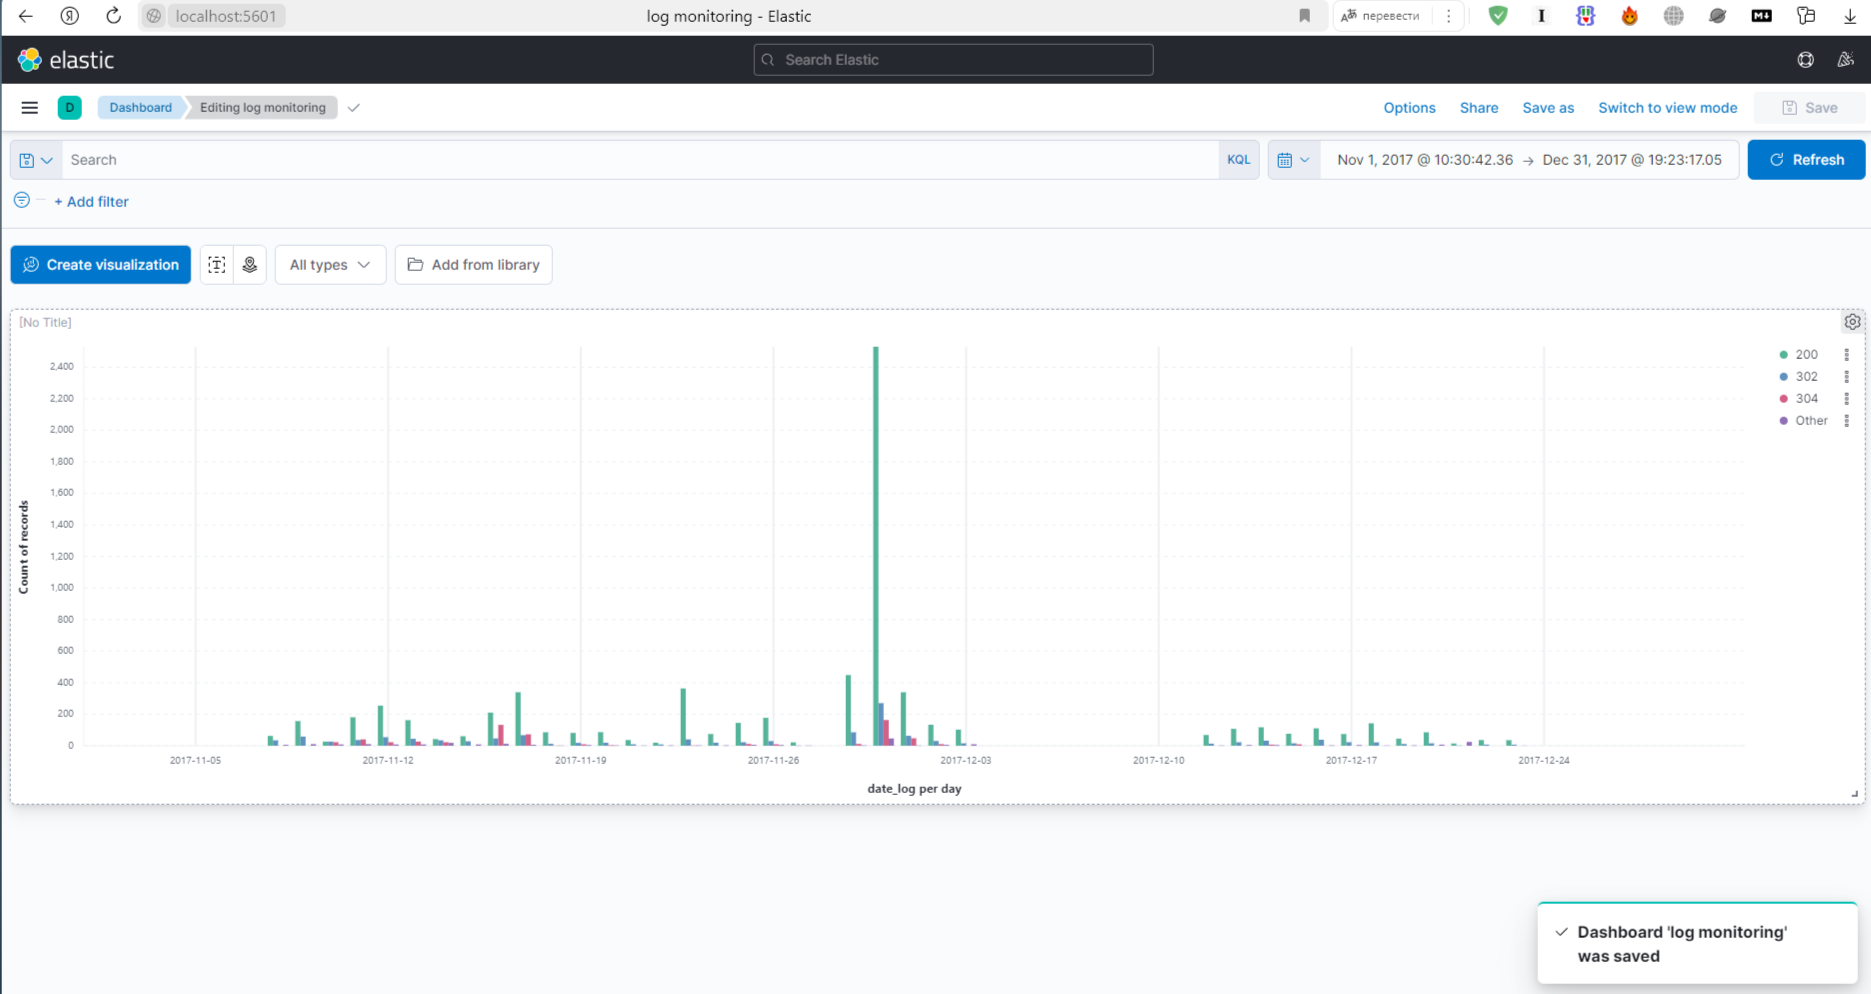 localhost:5601
log monitoring - Elastic
перевести
elastic
Search Elastic
D
Dashboard
Editing log monitoring
Options
Share
Save as
Switch to view mode
Save
Search
KQL
Nov 1, 2017 @ 10:30:42.36 → Dec 31, 2017 @ 19:23:17.05
Refresh
+ Add filter
Create visualization
All types
Add from library
[No Title]
200
302
304
Other
2,400
2,200
2,000
1,800
1,600
1,400
1,200
1,000
800
600
400
200
0
Count of records
2017-11-05
2017-11-12
2017-11-19
2017-11-26
2017-12-03
2017-12-10
2017-12-17
2017-12-24
date_log per day
Dashboard 'log monitoring'
was saved